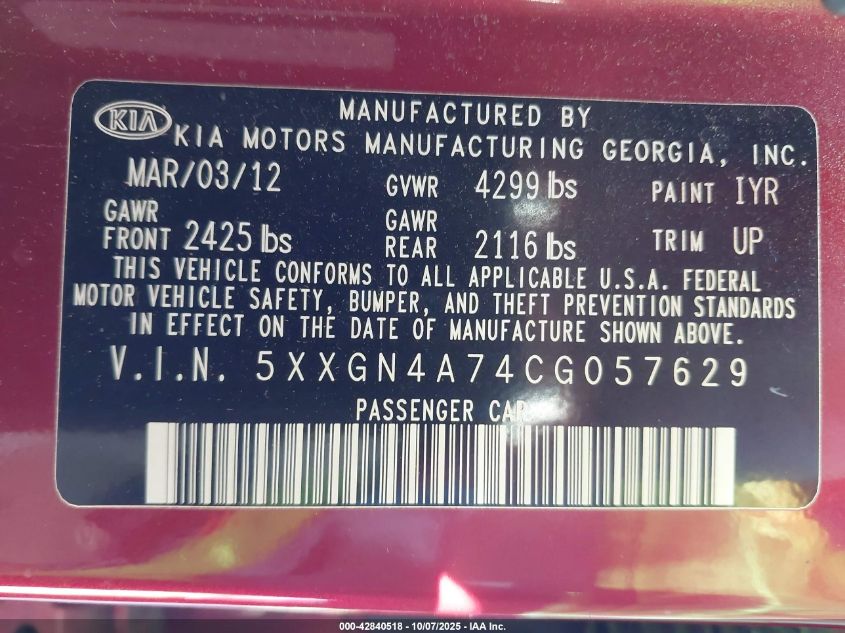 MANUFACTURED BY
KIA KIA MOTORS MANUFACTURING GEORGIA, INC.
MAR/03/12 GVWR 4299 lbs PAINT IYR
GAWR FRONT 2425 lbs GAWR REAR 2116 lbs TRIM UP
THIS VEHICLE CONFORMS TO ALL APPLICABLE U.S.A. FEDERAL
MOTOR VEHICLE SAFETY, BUMPER, AND THEFT PREVENTION STANDARDS
IN EFFECT ON THE DATE OF MANUFACTURE SHOWN ABOVE.
V.I.N. 5XXGN4A74CG057629
PASSENGER CAR
000-42840518 - 10/07/2025 - IAA Inc.